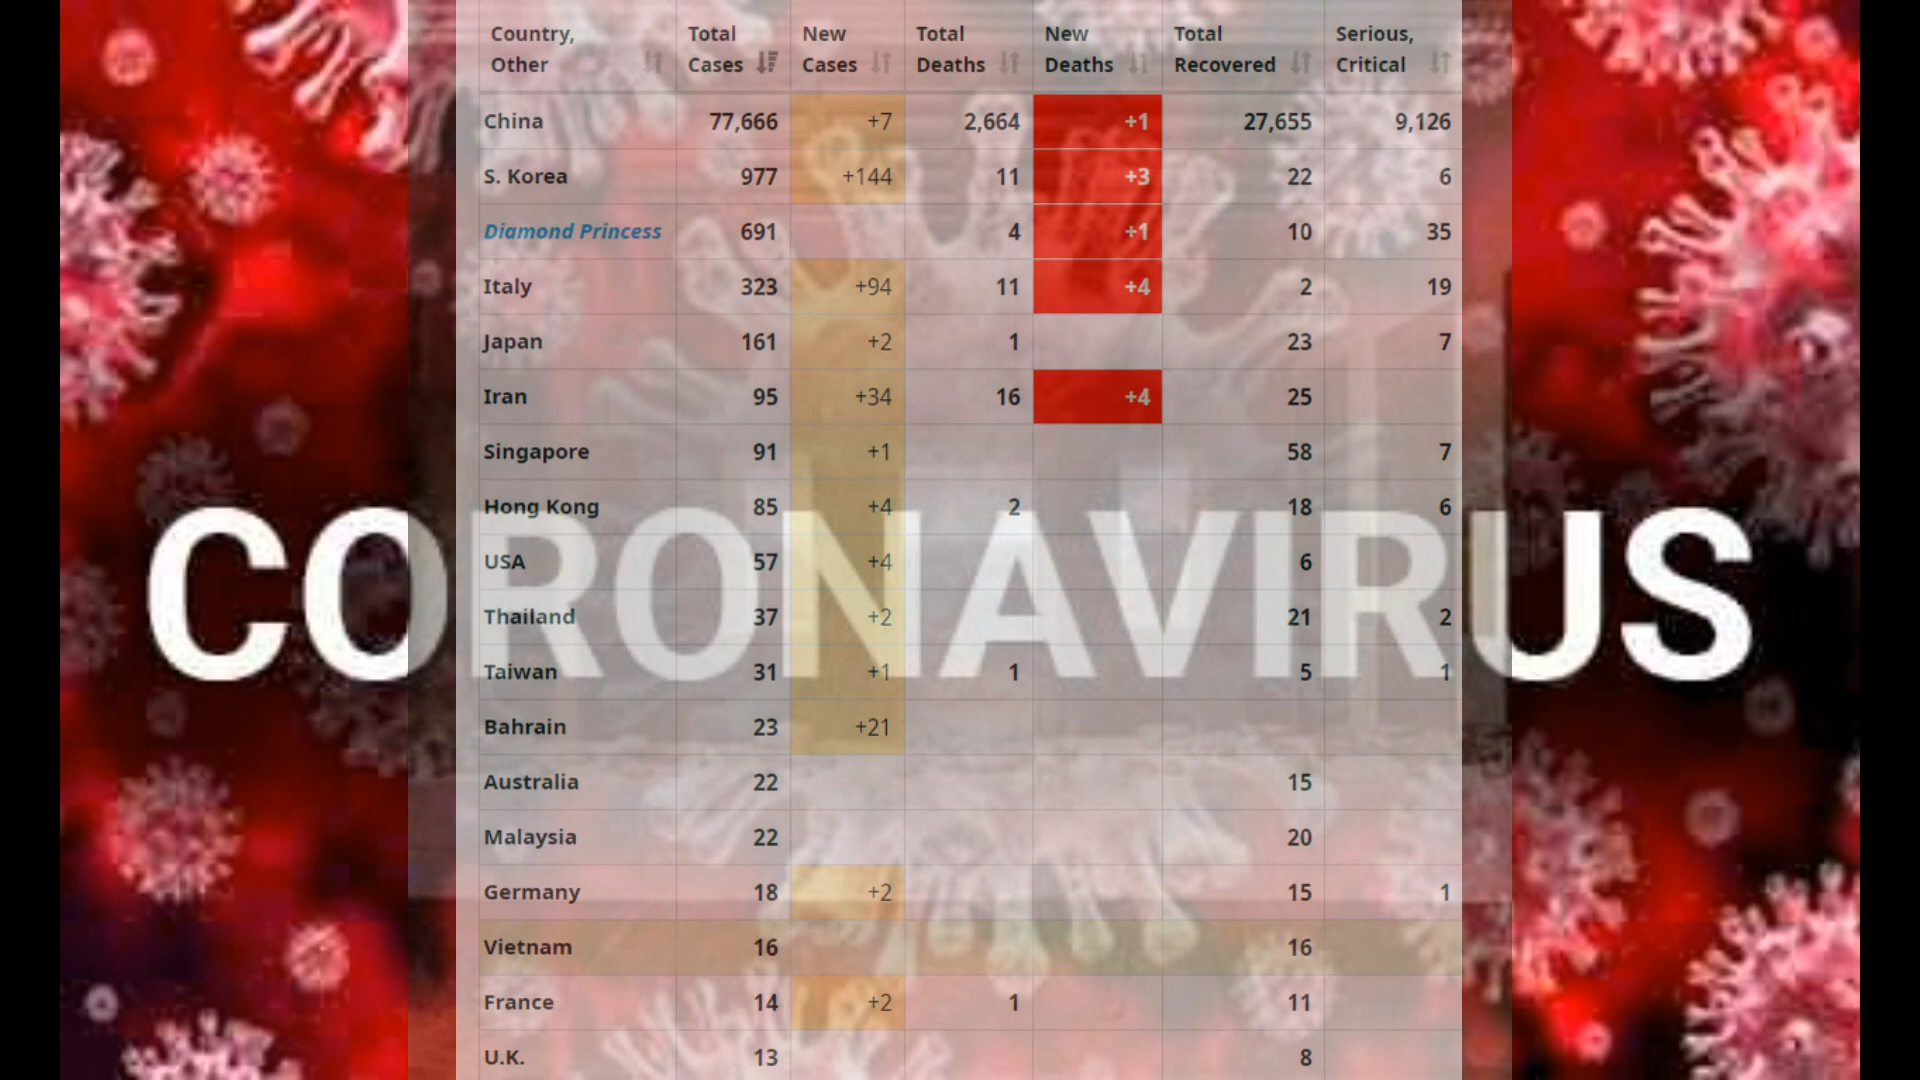 Country, Other Total Cases New Cases Total Deaths New Deaths Total Recovered Serious, Critical
China 77,666 +7 2,664 +1 27,655 9,126
S. Korea 977 +144 11 +3 22 6
Diamond Princess 691 4 +1 10 35
Italy 323 +94 11 +4 2 19
Japan 161 +2 1 23 7
Iran 95 +34 16 +4 25
Singapore 91 +1 58 7
Hong Kong 85 +4 2 18 6
CORONAVIRUS
USA 57 +4 6
Thailand 37 +2 21 2
Taiwan 31 +1 1 5 1
Bahrain 23 +21
Australia 22 15
Malaysia 22 20
Germany 18 +2 15 1
Vietnam 16 16
France 14 +2 1 11
U.K. 13 8